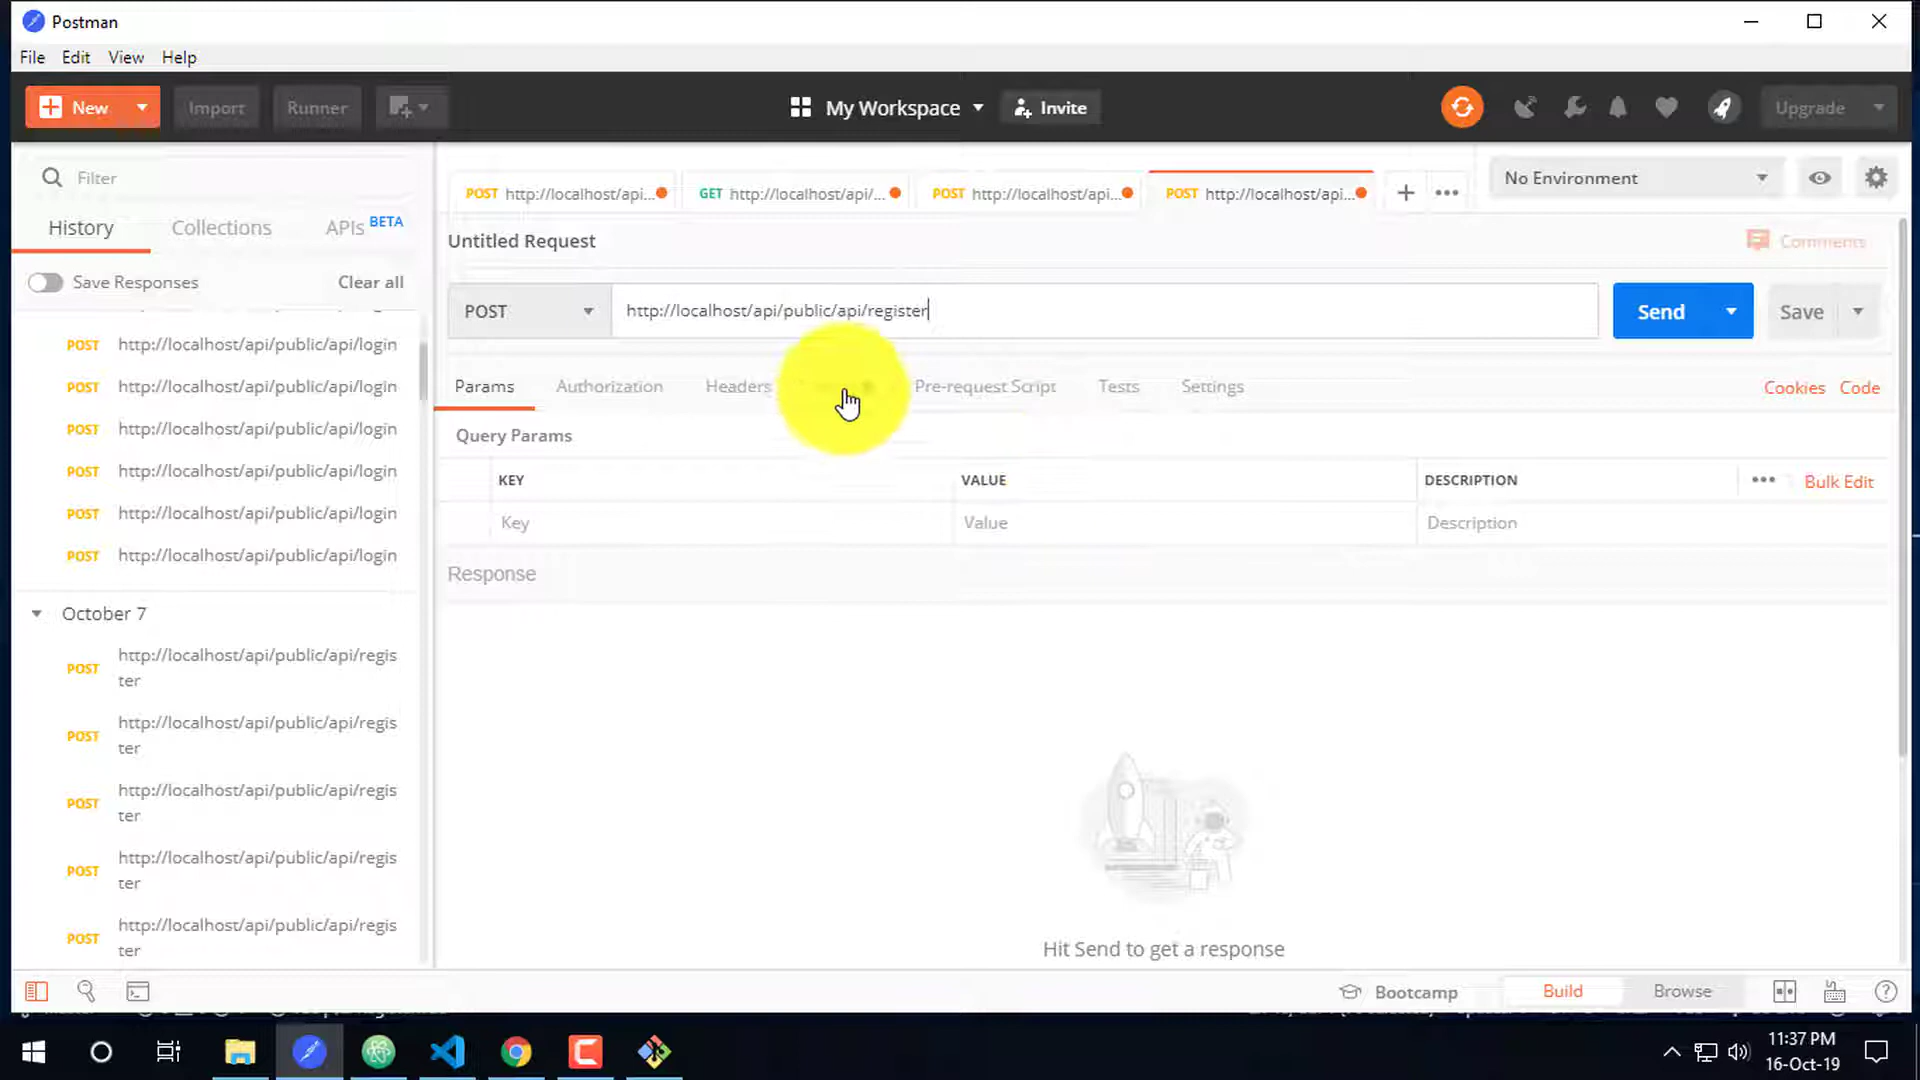 Postman
File Edit View Help
New Import Runner My Workspace Invite Upgrade
Filter
History Collections APIs BETA
Save Responses Clear all
POST http://localhost/api/public/api/login
POST http://localhost/api/public/api/login
POST http://localhost/api/public/api/login
POST http://localhost/api/public/api/login
POST http://localhost/api/public/api/login
POST http://localhost/api/public/api/login
October 7
POST http://localhost/api/public/api/regis
ter
POST http://localhost/api/public/api/regis
ter
POST http://localhost/api/public/api/regis
ter
POST http://localhost/api/public/api/regis
ter
POST http://localhost/api/public/api/regis
ter
POST http://localhost/api... GET http://localhost/api/... POST http://localhost/api... POST http://localhost/api... No Environment
Untitled Request Comments
POST http://localhost/api/public/api/register Send Save
Params Authorization Headers Pre-request Script Tests Settings Cookies Code
Query Params
KEY VALUE DESCRIPTION Bulk Edit
Key Value Description
Response
Hit Send to get a response
Bootcamp Build Browse
11:37 PM
16-Oct-19